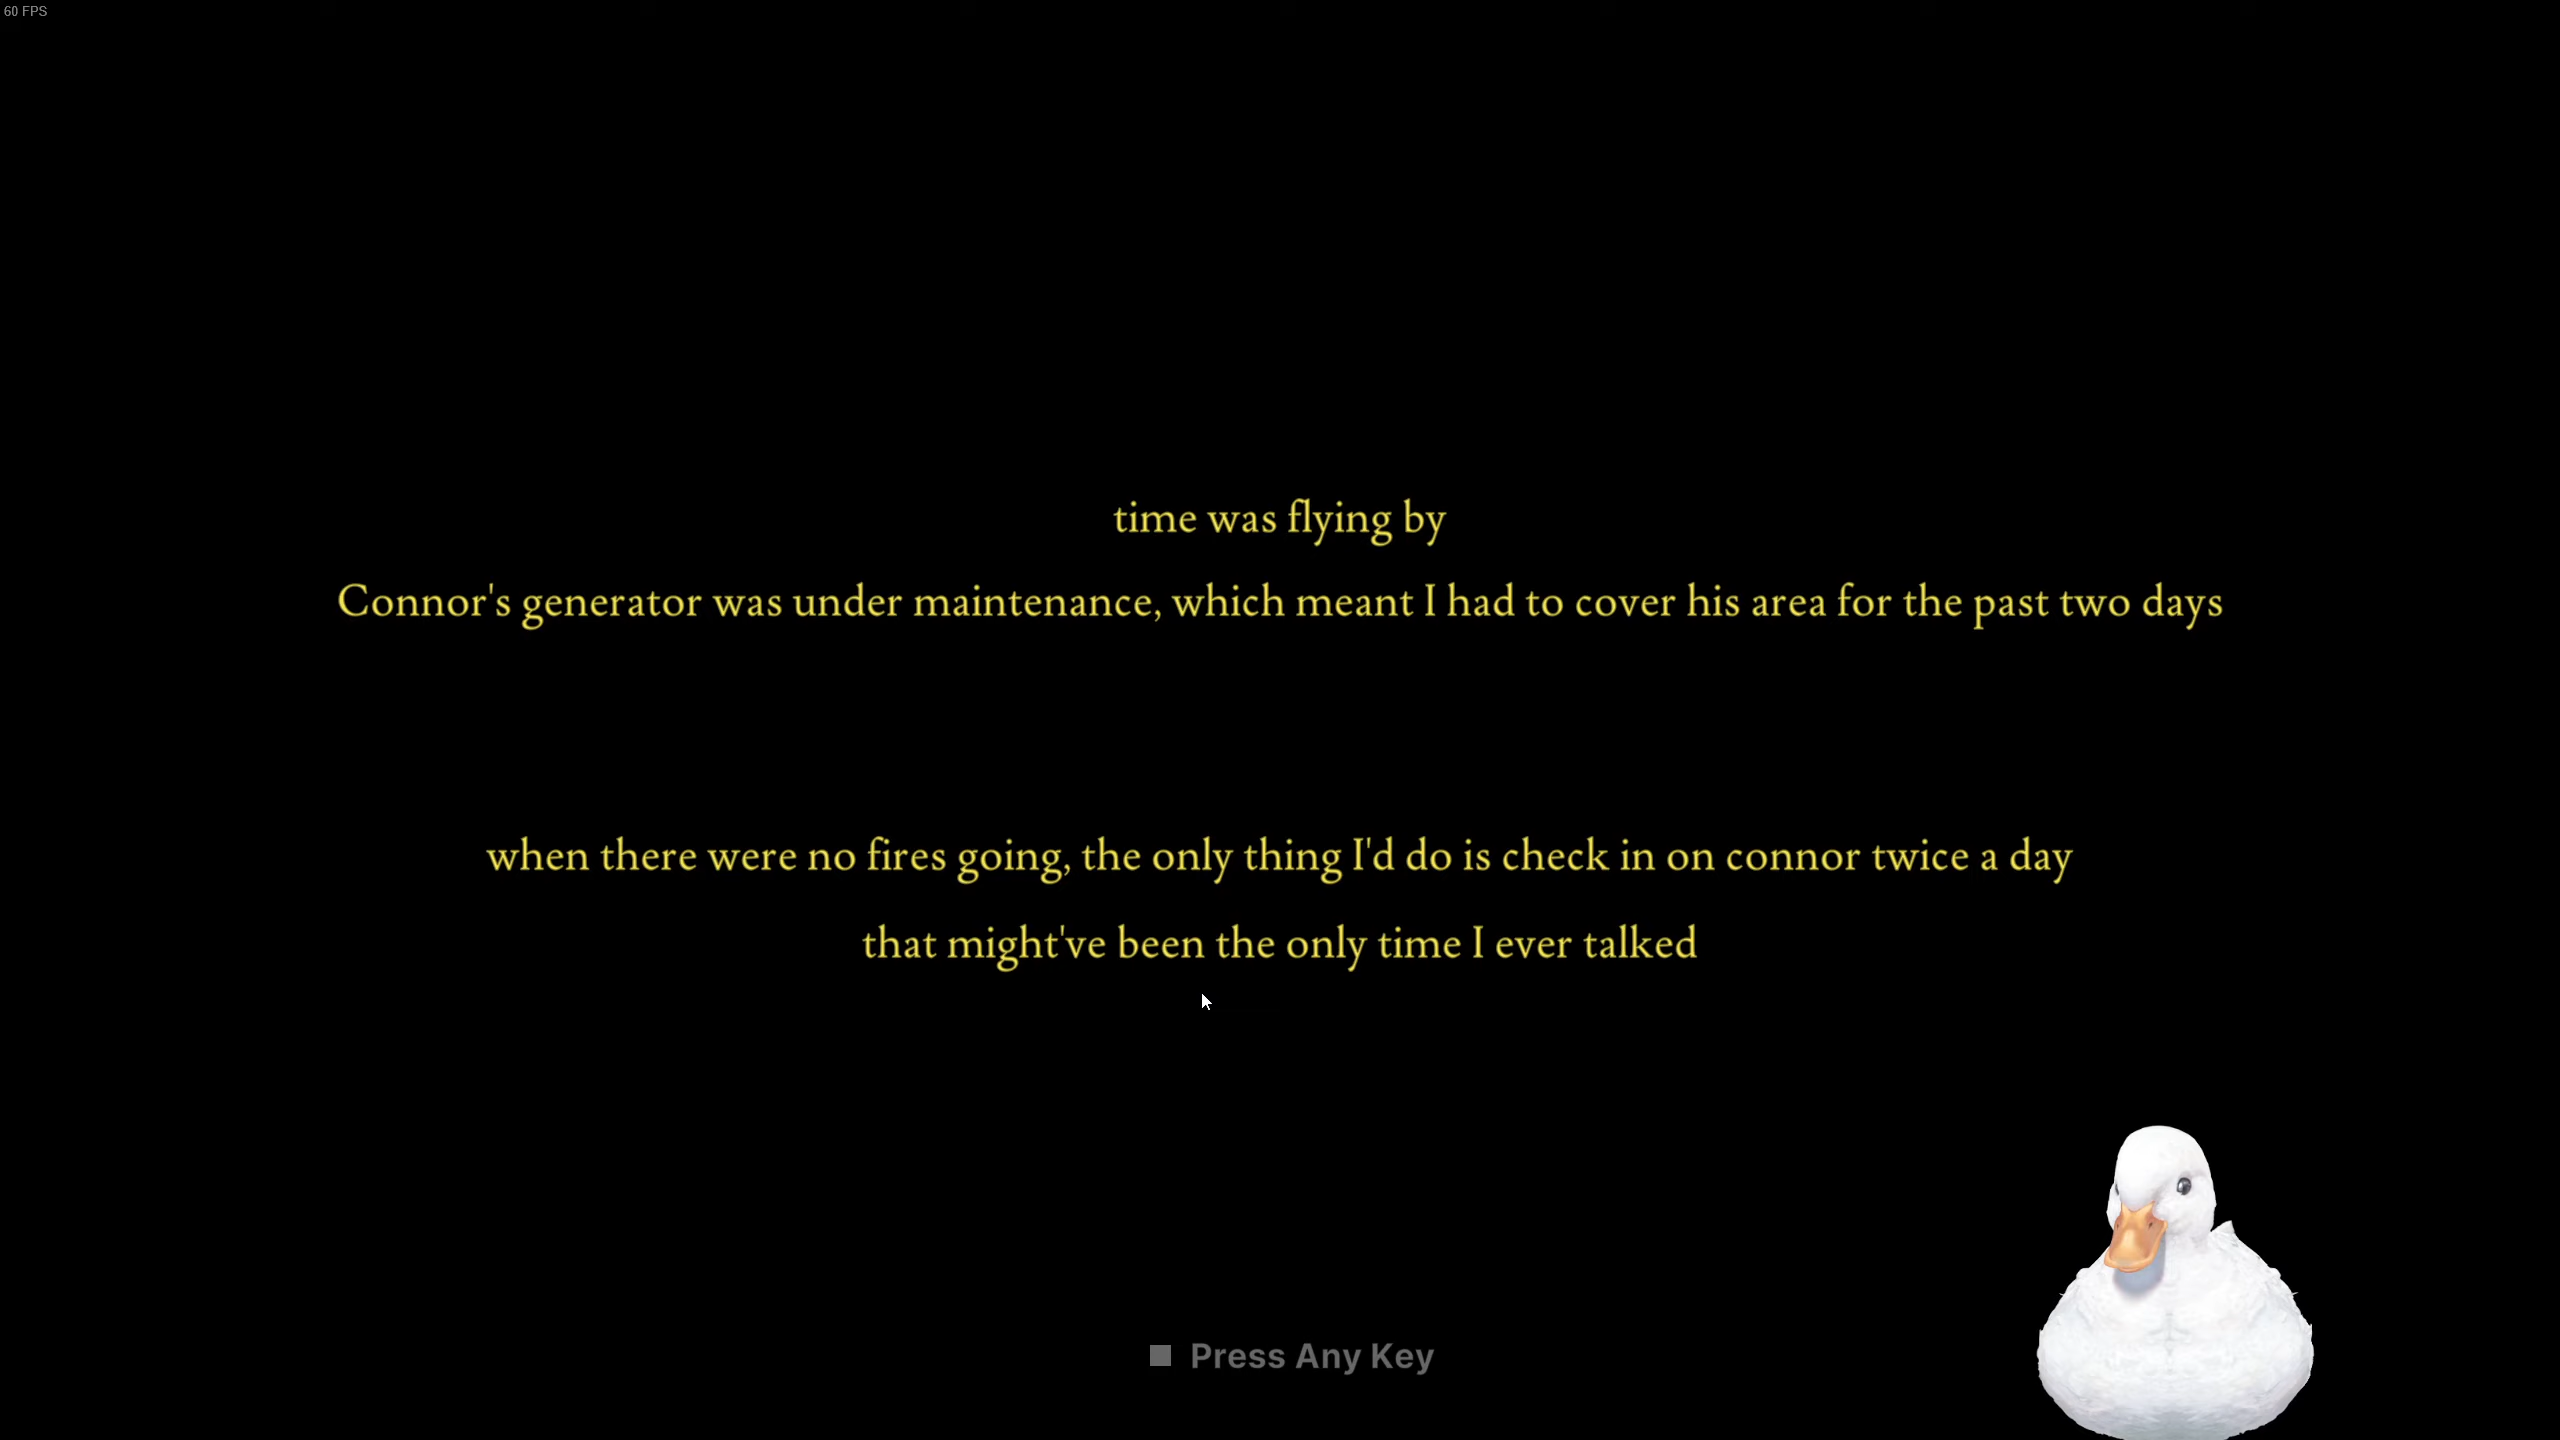 60 FPS
time was flying by
Connor's generator was under maintenance, which meant I had to cover his area for the past two days
when there were no fires going, the only thing I'd do is check in on connor twice a day
that might've been the only time I ever talked
Press Any Key